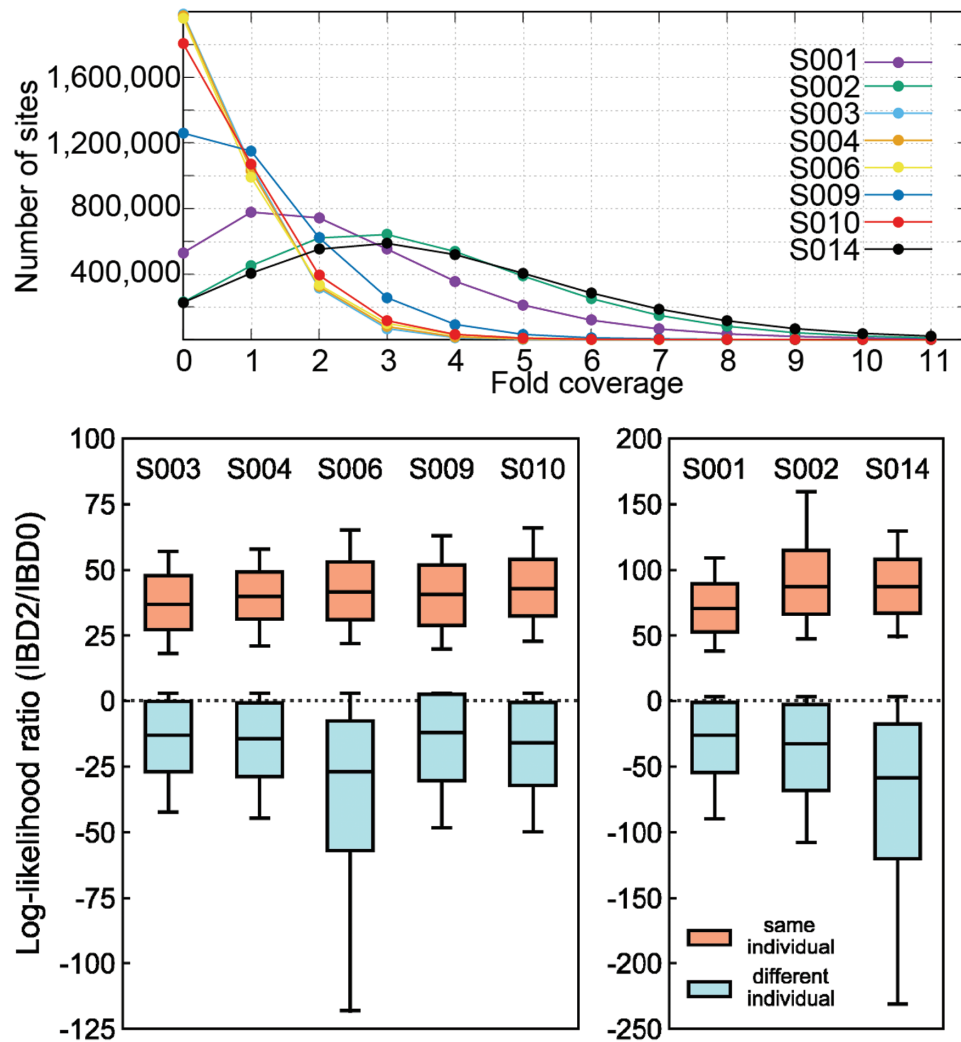 Number of sites
1,600,000
1,200,000
800,000
400,000
S001
S002
S003
S004
S006
S009
S010
S014
0 1 2 3 4 5 6 7 8 9 10 11
Fold coverage
Log-likelihood ratio (IBD2/IBD0)
100
75
50
25
0
-25
-50
-75
-100
-125
S003 S004 S006 S009 S010
200
150
100
50
0
-50
-100
-150
-200
-250
S001 S002 S014
same
individual
different
individual